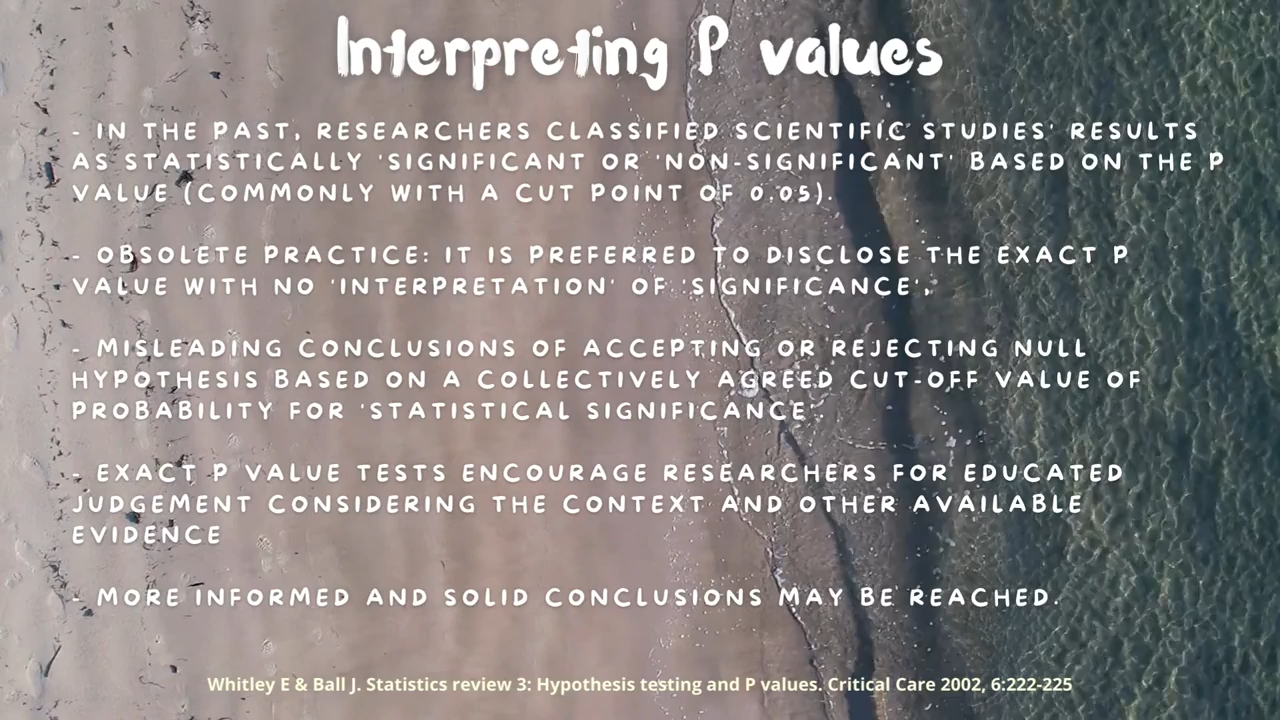 Interpreting P values
- IN THE PAST, RESEARCHERS CLASSIFIED SCIENTIFIC STUDIES' RESULTS
AS STATISTICALLY 'SIGNIFICANT OR 'NON-SIGNIFICANT' BASED ON THE P
VALUE (COMMONLY WITH A CUT POINT OF 0.05).
- OBSOLETE PRACTICE: IT IS PREFERRED TO DISCLOSE THE EXACT P
VALUE WITH NO 'INTERPRETATION' OF 'SIGNIFICANCE',
- MISLEADING CONCLUSIONS OF ACCEPTING OR REJECTING NULL
HYPOTHESIS BASED ON A COLLECTIVELY AGREED CUT-OFF VALUE OF
PROBABILITY FOR 'STATISTICAL SIGNIFICANCE'
- EXACT P VALUE TESTS ENCOURAGE RESEARCHERS FOR EDUCATED
JUDGEMENT CONSIDERING THE CONTEXT AND OTHER AVAILABLE
EVIDENCE
- MORE INFORMED AND SOLID CONCLUSIONS MAY BE REACHED.
Whitley E & Ball J. Statistics review 3: Hypothesis testing and P values. Critical Care 2002, 6:222-225